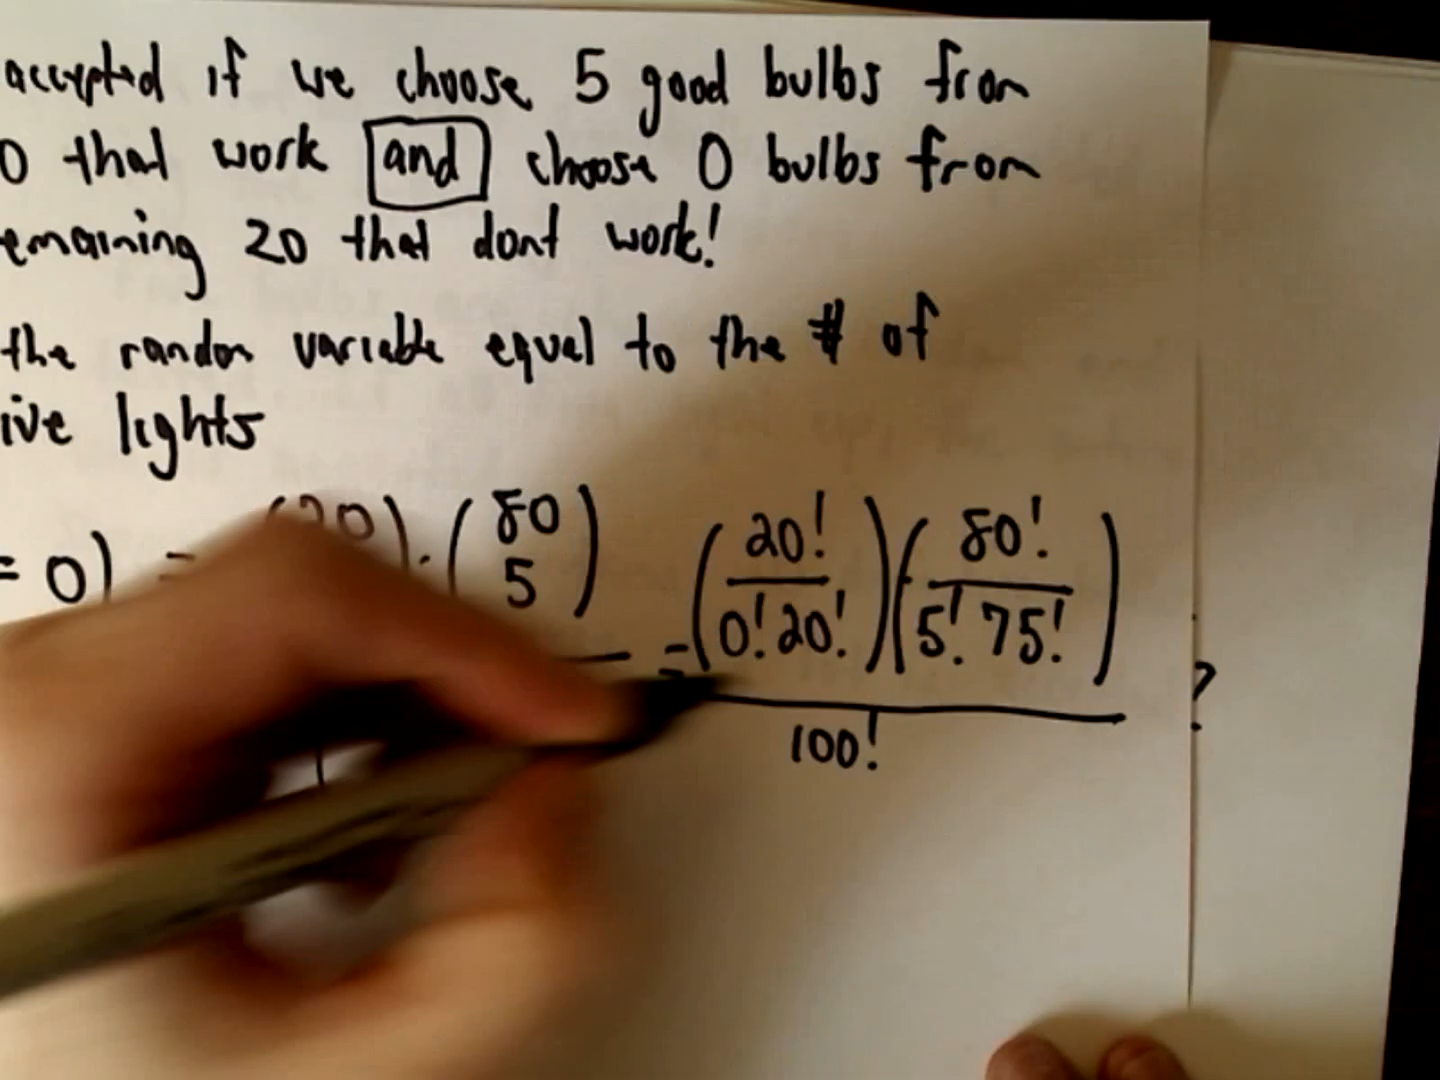 accepted if we choose 5 good bulbs from
0 that work and choose 0 bulbs from
emaining 20 that dont work!
the random variable equal to the # of
ive lights
= 0) = (20 ) · (80 5) = (20! / 0! 20!) (80! / 5! 75!)
100!
?